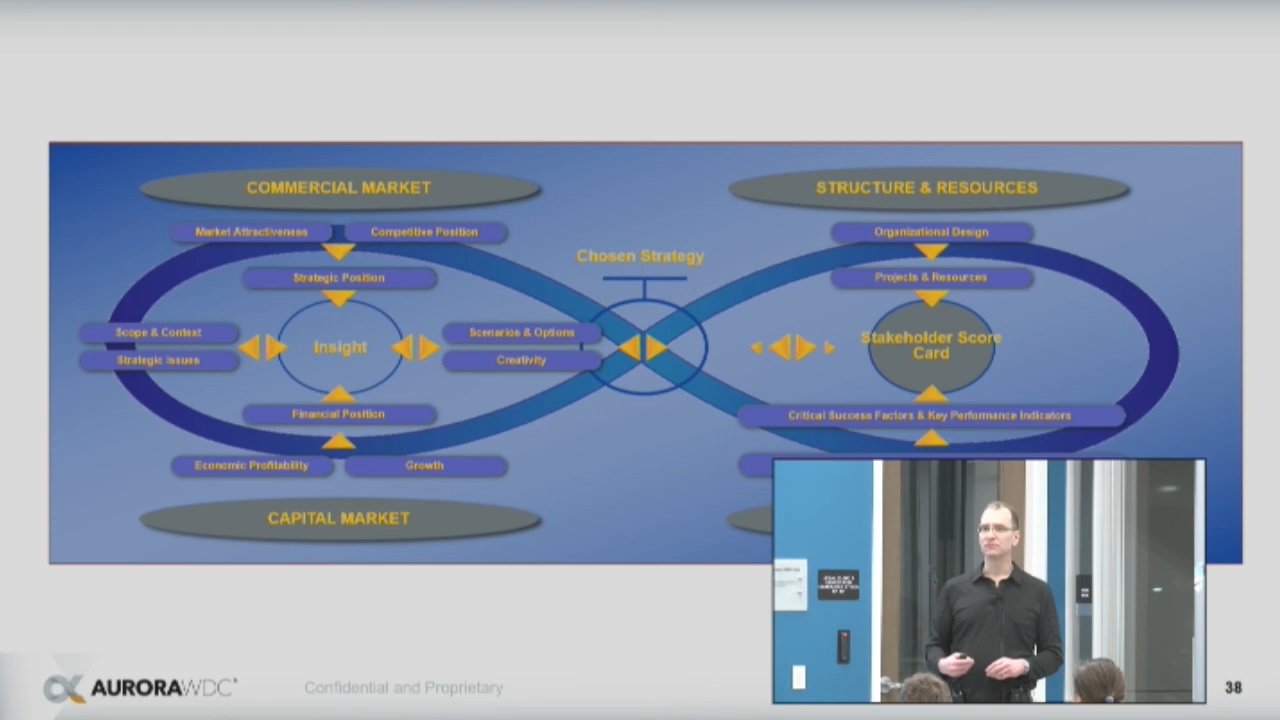 COMMERCIAL MARKET
STRUCTURE & RESOURCES
Market Attractiveness
Competitive Position
Organizational Design
Chosen Strategy
Strategic Position
Projects & Resources
Scope & Context
Scenarios & Options
Insight
Stakeholder Score
Card
Strategic Issues
Creativity
Financial Position
Critical Success Factors & Key Performance Indicators
Economic Profitability
Growth
CAPITAL MARKET
AURORAWDC
Confidential and Proprietary
38